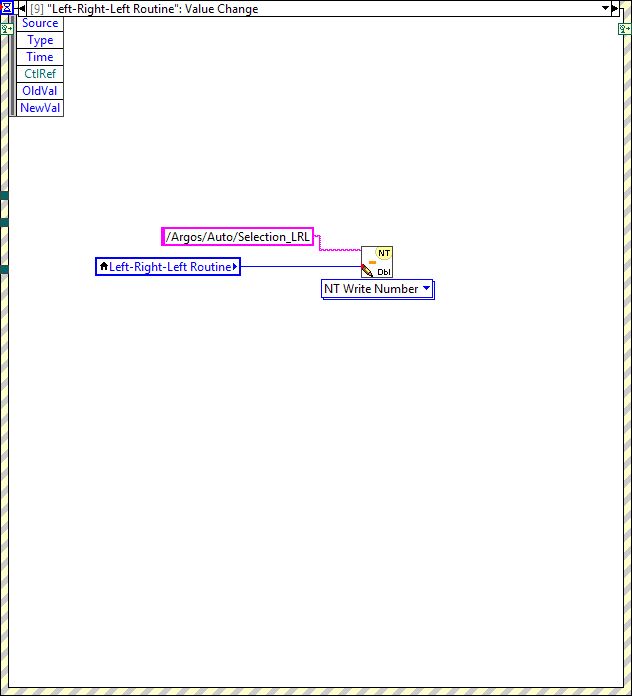 [9] "Left-Right-Left Routine": Value Change
Source
Type
Time
CtlRef
OldVal
NewVal
/Argos/Auto/Selection_LRL
NT
Left-Right-Left Routine
Dbl
NT Write Number